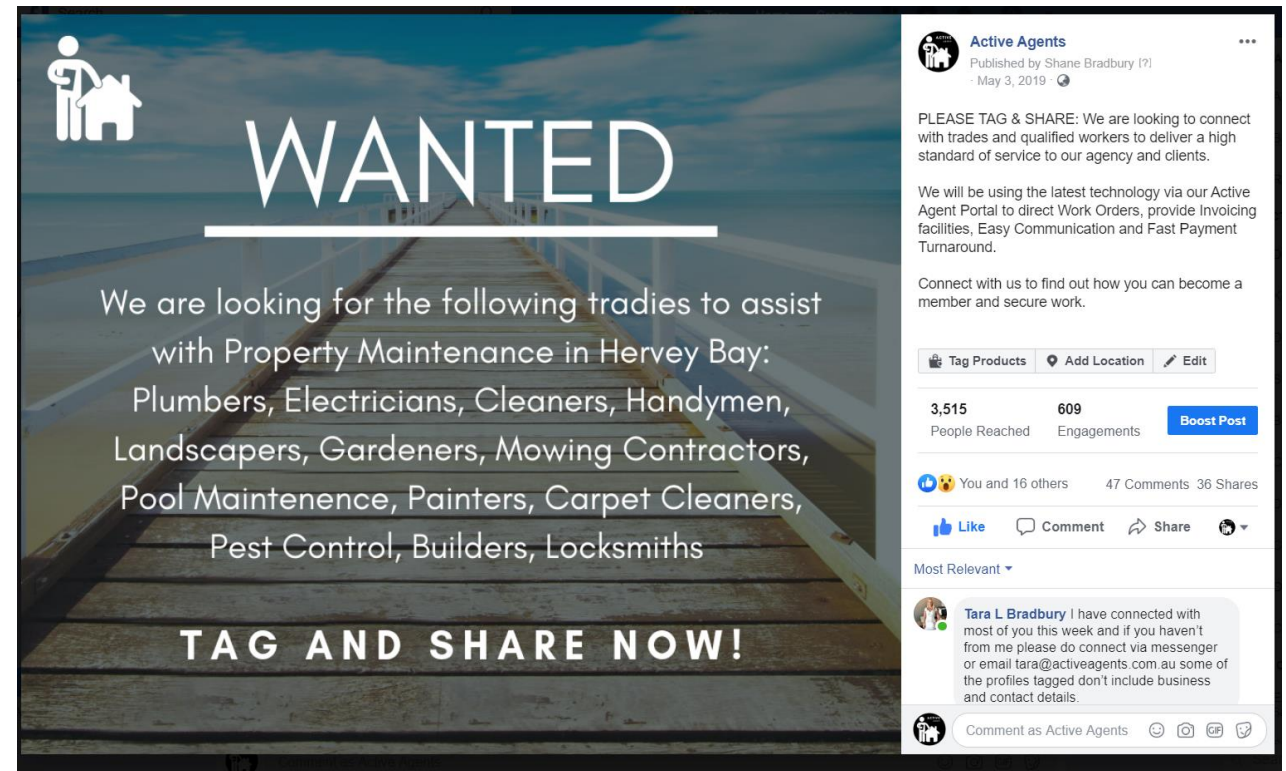 Search
WANTED
We are looking for the following tradies to assist
with Property Maintenance in Hervey Bay:
Plumbers, Electricians, Cleaners, Handymen,
Landscapers, Gardeners, Mowing Contractors,
Pool Maintenence, Painters, Carpet Cleaners,
Pest Control, Builders, Locksmiths
TAG AND SHARE NOW!
Active Agents
Published by Shane Bradbury [?]
· May 3, 2019 ·
PLEASE TAG & SHARE: We are looking to connect
with trades and qualified workers to deliver a high
standard of service to our agency and clients.
We will be using the latest technology via our Active
Agent Portal to direct Work Orders, provide Invoicing
facilities, Easy Communication and Fast Payment
Turnaround.
Connect with us to find out how you can become a
member and secure work.
Tag Products Add Location Edit
3,515 609
People Reached Engagements Boost Post
You and 16 others 47 Comments 36 Shares
Like Comment Share
Most Relevant
Tara L Bradbury I have connected with
most of you this week and if you haven't
from me please do connect via messenger
or email tara@activeagents.com.au some of
the profiles tagged don't include business
and contact details.
Comment as Active Agents GIF
Comment as Active Agents